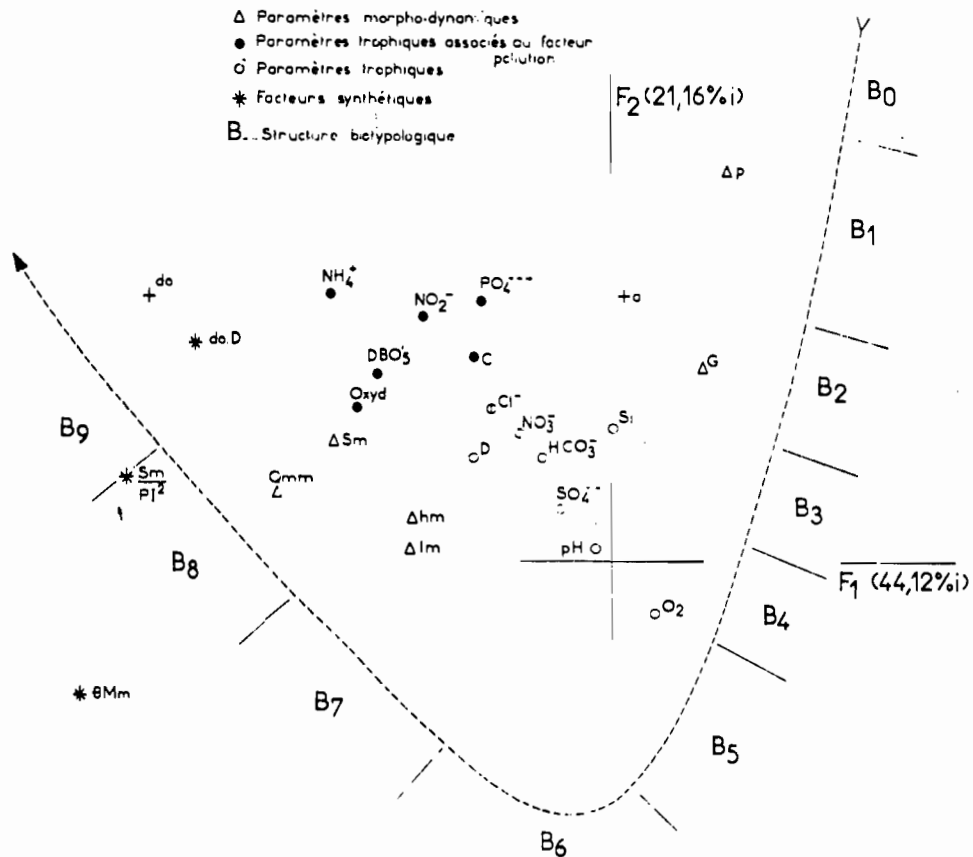 Δ Paramètres morpho-dynamiques
● Paramètres trophiques associés au facteur
pollution
○ Paramètres trophiques
✳ Facteurs synthétiques
B... Structure biotypologique
F2 (21,16%i)
B0
Δp
B1
+ do
NH4+
NO2-
PO4---
+a
do.D
DBO5
C
ΔG
B2
Oxyd
Cl-
NO3-
Si
B9
ΔSm
D
HCO3-
Sm
PI²
mm
SO4--
B3
Δhm
B8
Δlm
pH
F1 (44,12%i)
O2
B4
θMm
B7
B5
B6